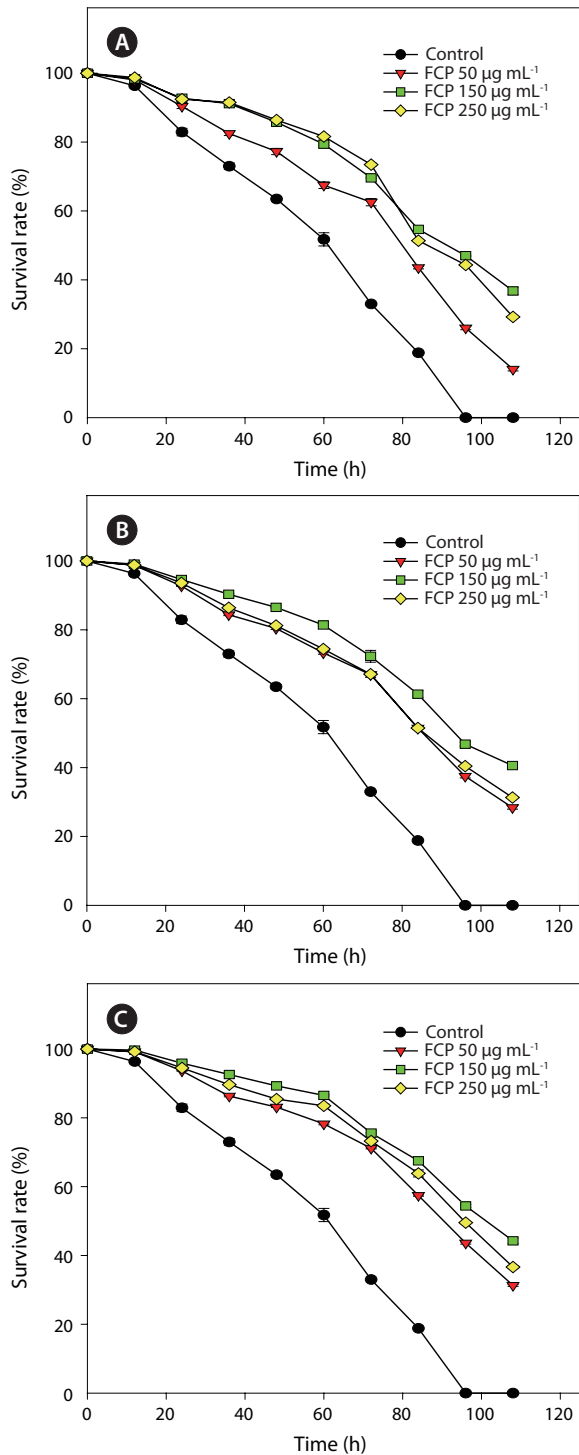 A
Control
FCP 50 µg mL⁻¹
FCP 150 µg mL⁻¹
FCP 250 µg mL⁻¹
100
80
60
40
20
0
Survival rate (%)
0 20 40 60 80 100 120
Time (h)
B
Control
FCP 50 µg mL⁻¹
FCP 150 µg mL⁻¹
FCP 250 µg mL⁻¹
100
80
60
40
20
0
Survival rate (%)
0 20 40 60 80 100 120
Time (h)
C
Control
FCP 50 µg mL⁻¹
FCP 150 µg mL⁻¹
FCP 250 µg mL⁻¹
100
80
60
40
20
0
Survival rate (%)
0 20 40 60 80 100 120
Time (h)